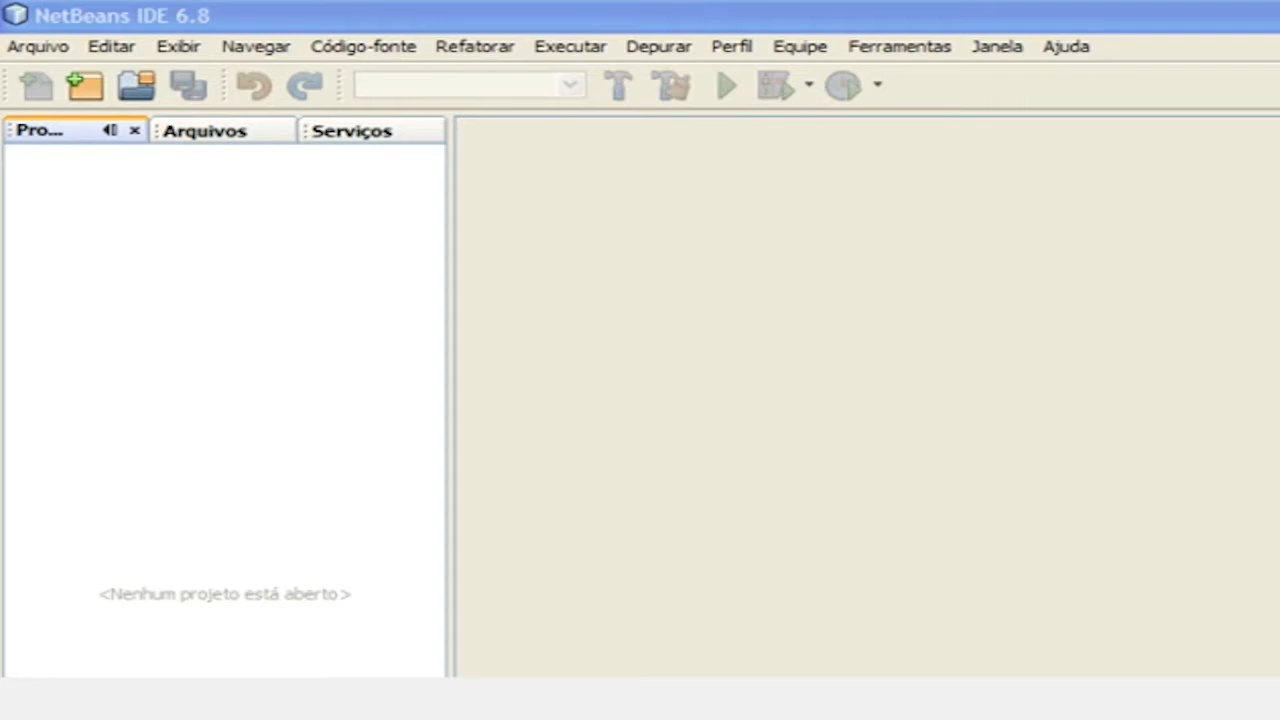 NetBeans IDE 6.8
Arquivo Editar Exibir Navegar Código-fonte Refatorar Executar Depurar Perfil Equipe Ferramentas Janela Ajuda
Pro... Arquivos Serviços
<Nenhum projeto está aberto>